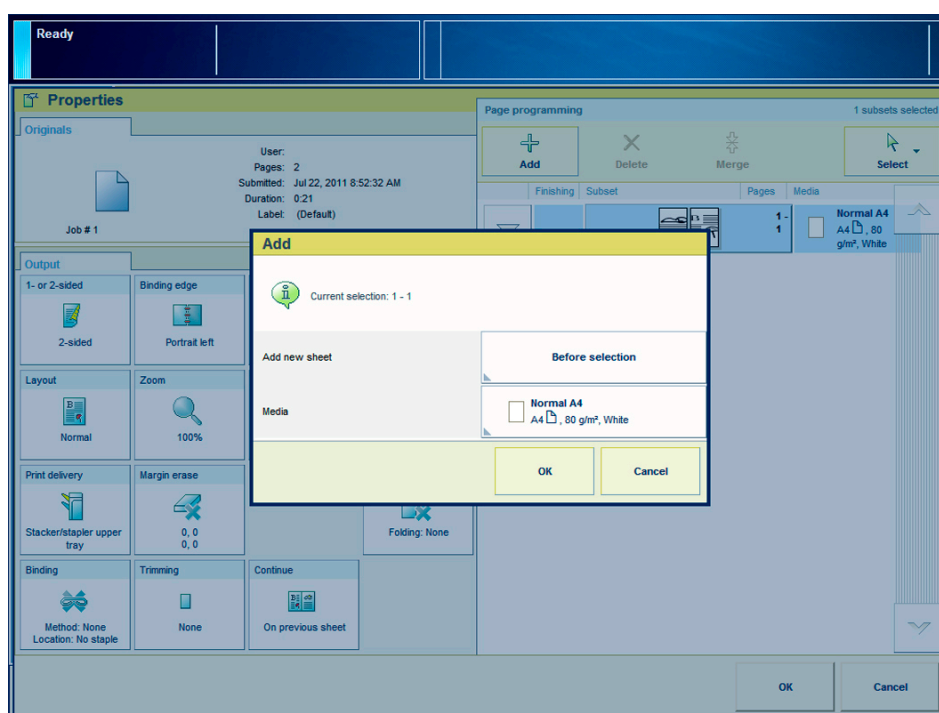 Ready
Properties
Originals
Job # 1
User:
Pages: 2
Submitted: Jul 22, 2011 8:52:32 AM
Duration: 0:21
Label: (Default)
Output
1- or 2-sided
2-sided
Binding edge
Portrait left
Layout
Normal
Zoom
100%
Print delivery
Stacker/stapler upper
tray
Margin erase
0, 0
0, 0
Folding: None
Binding
Method: None
Location: No staple
Trimming
None
Continue
On previous sheet
Page programming
1 subsets selected
Add
Delete
Merge
Select
Finishing Subset Pages Media
1 -
1
Normal A4
A4 , 80
g/m², White
Add
Current selection: 1 - 1
Add new sheet
Before selection
Media
Normal A4
A4 , 80 g/m², White
OK
Cancel
OK
Cancel